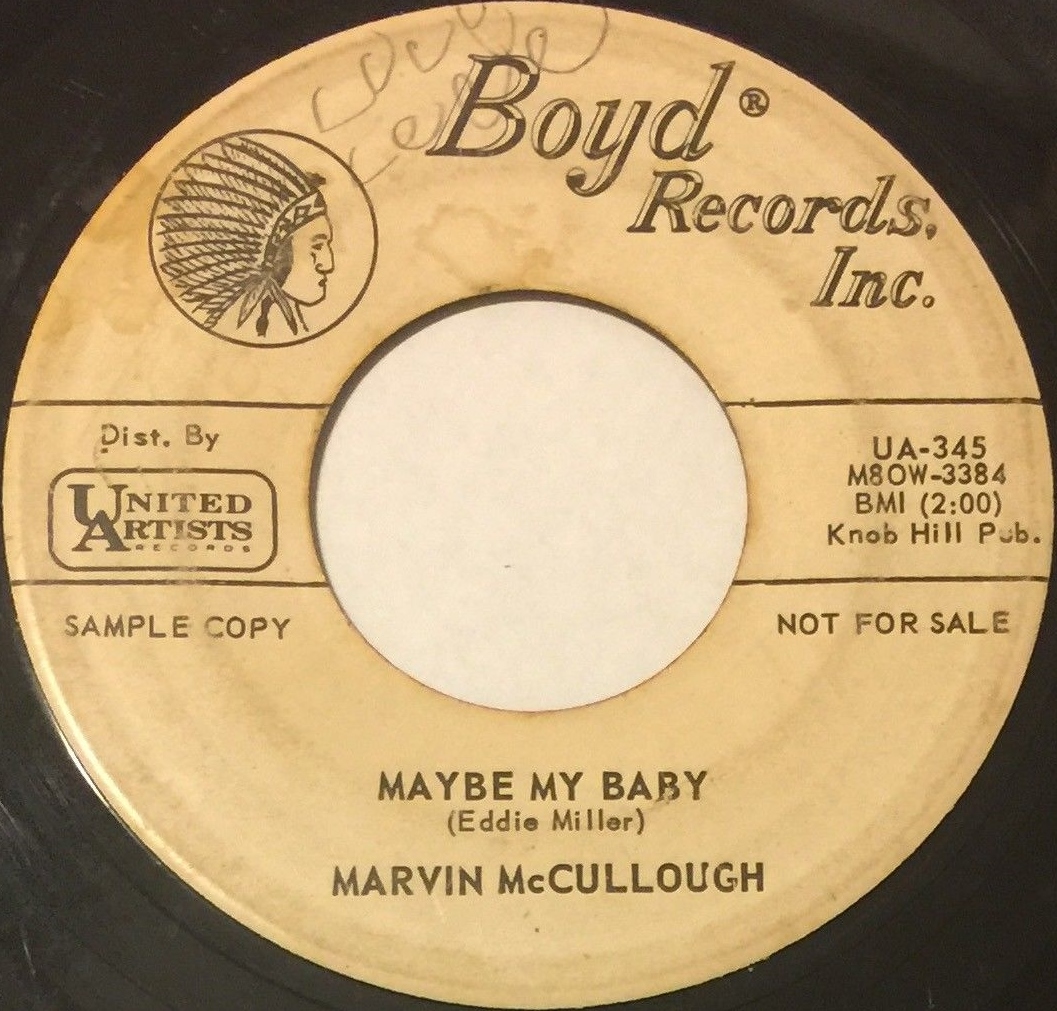 Boyd®
Records,
Inc.
Dist. By
UNITED
ARTISTS
RECORDS
UA-345
M8OW-3384
BMI (2:00)
Knob Hill Pub.
SAMPLE COPY
NOT FOR SALE
MAYBE MY BABY
(Eddie Miller)
MARVIN McCULLOUGH